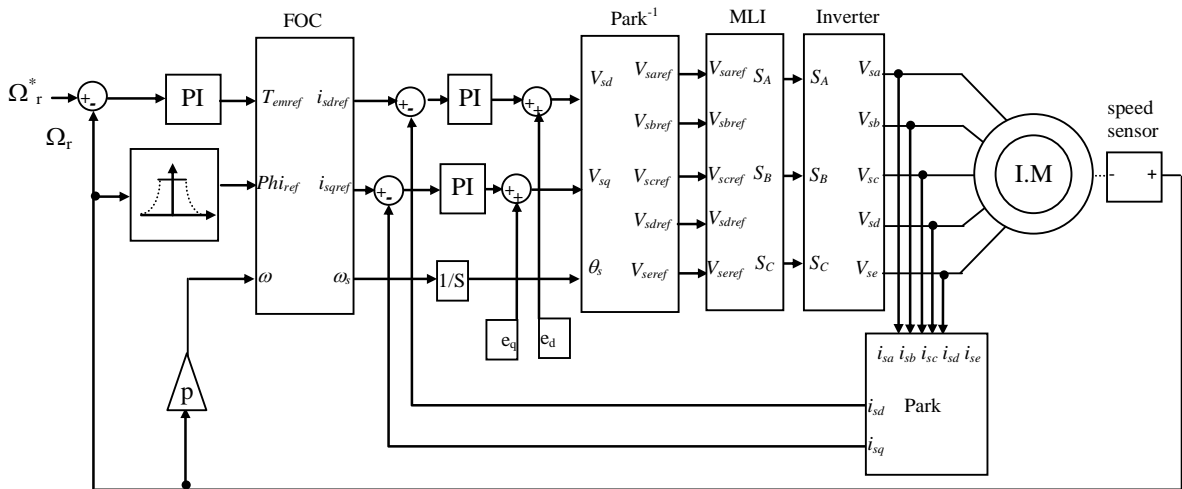 FOC
Park⁻¹
MLI
Inverter
Ω*r
+
-
Ωr
PI
Temref
Phiref
ω
isdref
isqref
ωs
+
-
+
-
PI
PI
1/S
+
+
+
+
eq
ed
Vsd
Vsq
θs
Vsaref
Vsbref
Vscref
Vsdref
Vseref
Vsaref
Vsbref
Vscref
Vsdref
Vseref
SA
SB
SC
SA
SB
SC
Vsa
Vsb
Vsc
Vsd
Vse
I.M
speed
sensor
- +
isa isb isc isd ise
Park
isd
isq
p